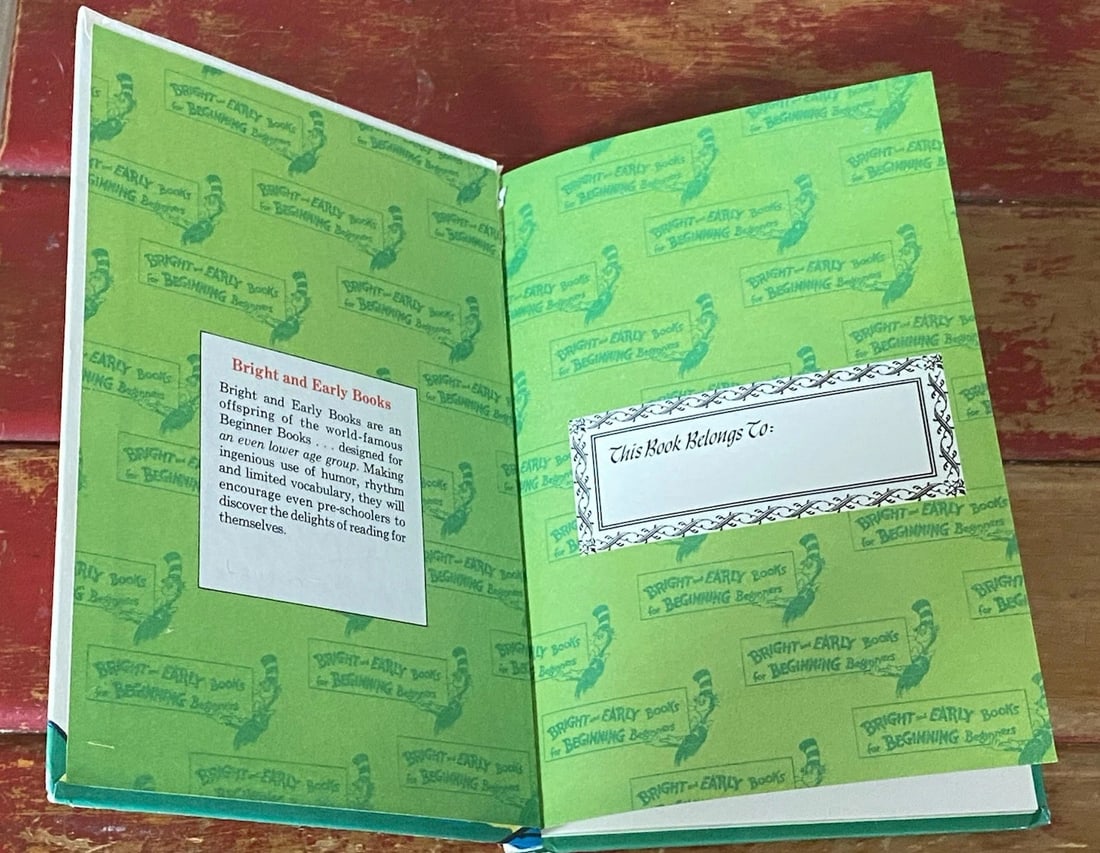 Bright and Early Books
Bright and Early Books are an
offspring of the world-famous
Beginner Books . . . designed for
an even lower age group. Making
ingenious use of humor, rhythm
and limited vocabulary, they will
encourage even pre-schoolers to
discover the delights of reading for
themselves.
This Book Belongs To:
BRIGHT and EARLY BOOKS
for BEGINNING Beginners